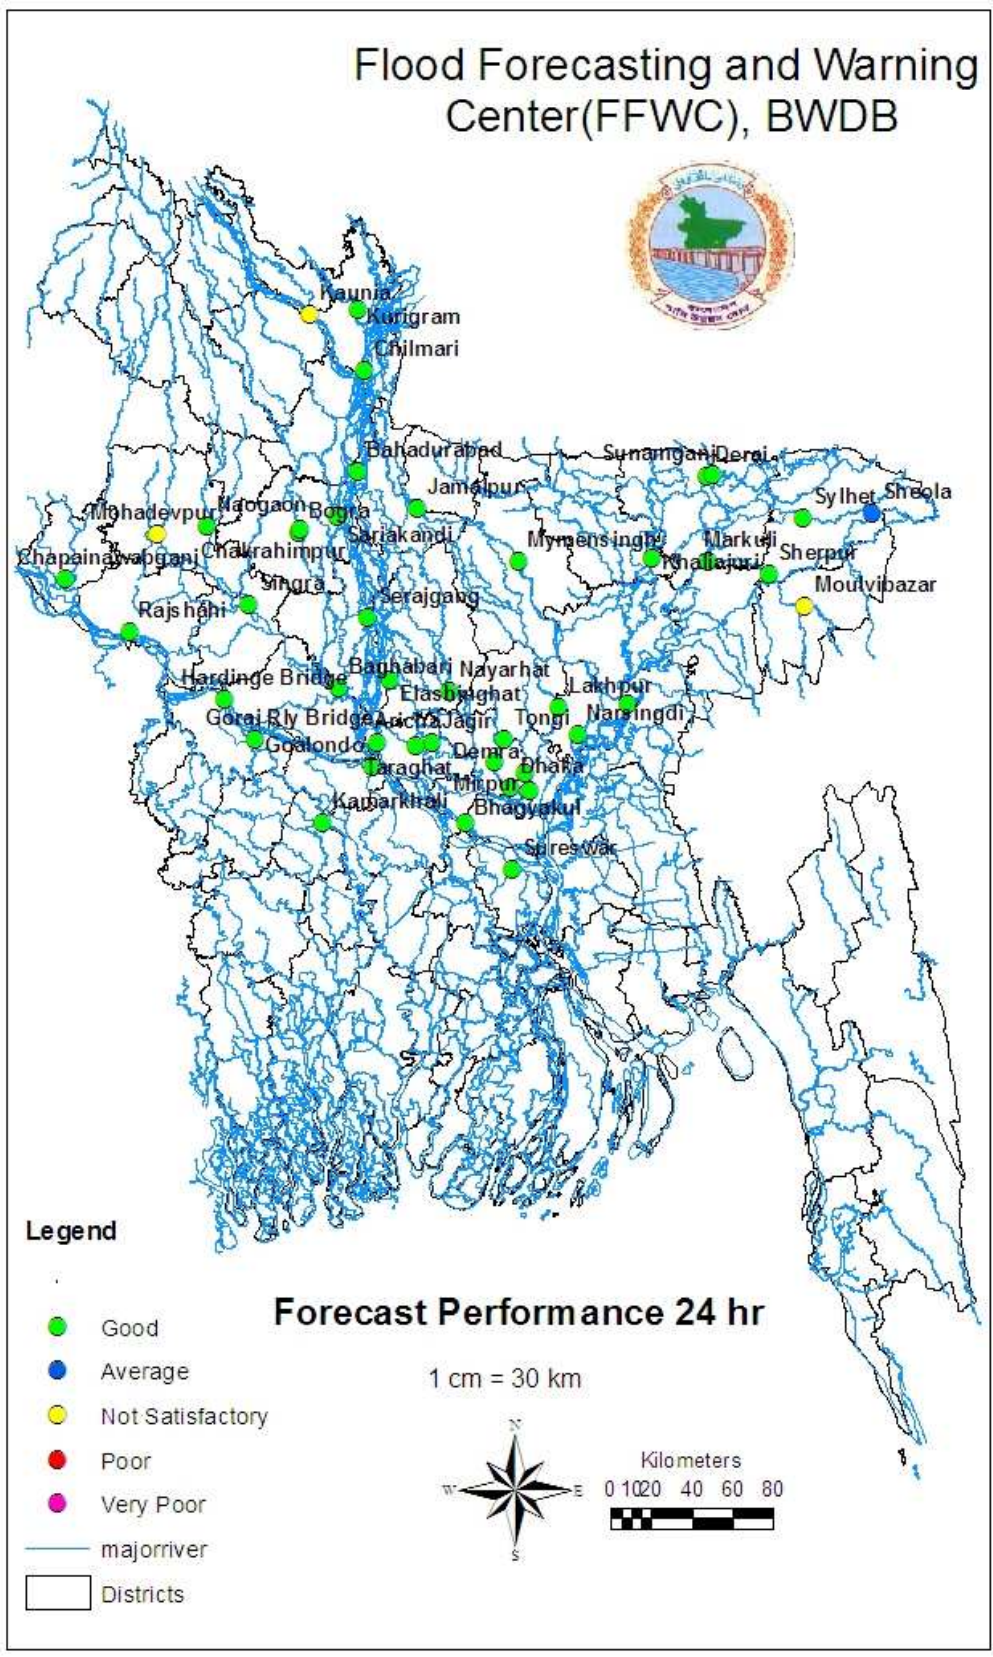 Flood Forecasting and Warning
Center(FFWC), BWDB
Kaunia
Kurigram
Chilmari
Bahadurabad
Jamalpur
Sunamganj
Derai
Sylhet
Sheola
Mohadevpur
Naogaon
Bogra
Sariakandi
Mymensingh
Markuli
Khaliajuri
Sherpur
Chapainawabganj
Chakrahimpur
Singra
Moulvibazar
Rajshahi
Serajgang
Hardinge Bridge
Baghabari
Nayarhat
Elashinghat
Lakhpur
Gorai Rly Bridge
Aricha
Jagir
Tongi
Narsingdi
Goalondo
Taraghat
Demra
Dhaka
Mirpur
Kamarkhali
Bhagyakul
Sureswar
Legend
Good
Average
Not Satisfactory
Poor
Very Poor
majorriver
Districts
Forecast Performance 24 hr
1 cm = 30 km
N
W
E
S
Kilometers
0 10 20 40 60 80